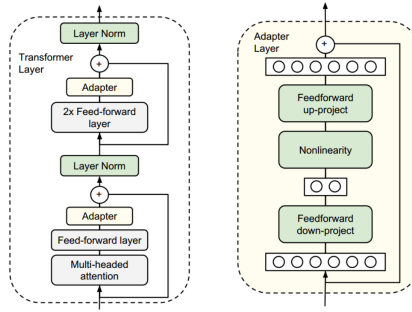 Layer Norm
Transformer
Layer
+
Adapter
2x Feed-forward
layer
Layer Norm
+
Adapter
Feed-forward layer
Multi-headed
attention
Adapter
Layer
+
Feedforward
up-project
Nonlinearity
Feedforward
down-project